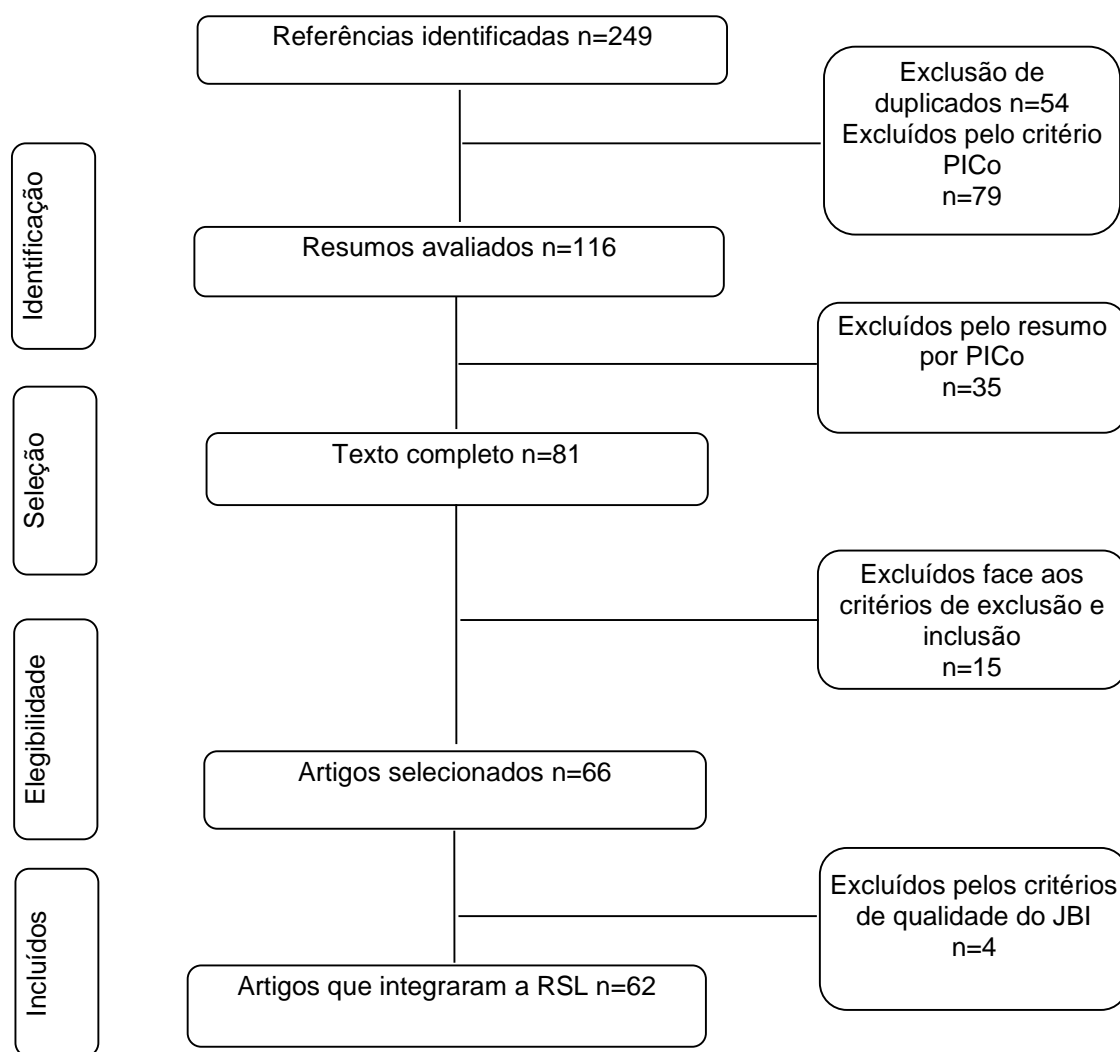 Referências identificadas n=249
Exclusão de
duplicados n=54
Excluídos pelo critério
PICo
n=79
Identificação
Resumos avaliados n=116
Excluídos pelo resumo
por PICo
n=35
Seleção
Texto completo n=81
Excluídos face aos
critérios de exclusão e
inclusão
n=15
Elegibilidade
Artigos selecionados n=66
Excluídos pelos critérios
de qualidade do JBI
n=4
Incluídos
Artigos que integraram a RSL n=62